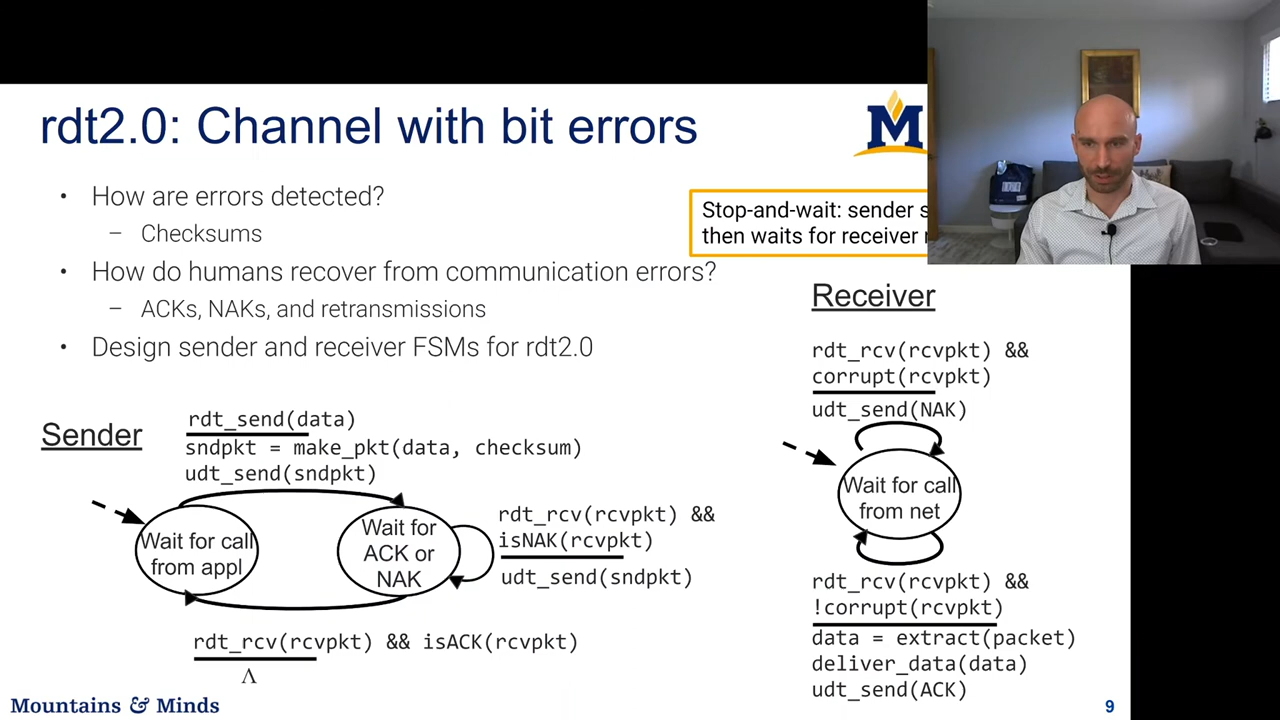 rdt2.0: Channel with bit errors
M
• How are errors detected?
– Checksums
• How do humans recover from communication errors?
– ACKs, NAKs, and retransmissions
• Design sender and receiver FSMs for rdt2.0
Stop-and-wait: sender
then waits for receiver
Sender
rdt_send(data)
sndpkt = make_pkt(data, checksum)
udt_send(sndpkt)
Wait for call
from appl
Wait for
ACK or
NAK
rdt_rcv(rcvpkt) &&
isNAK(rcvpkt)
udt_send(sndpkt)
rdt_rcv(rcvpkt) && isACK(rcvpkt)
Λ
Receiver
rdt_rcv(rcvpkt) &&
corrupt(rcvpkt)
udt_send(NAK)
Wait for call
from net
rdt_rcv(rcvpkt) &&
!corrupt(rcvpkt)
data = extract(packet)
deliver_data(data)
udt_send(ACK)
Mountains & Minds
9